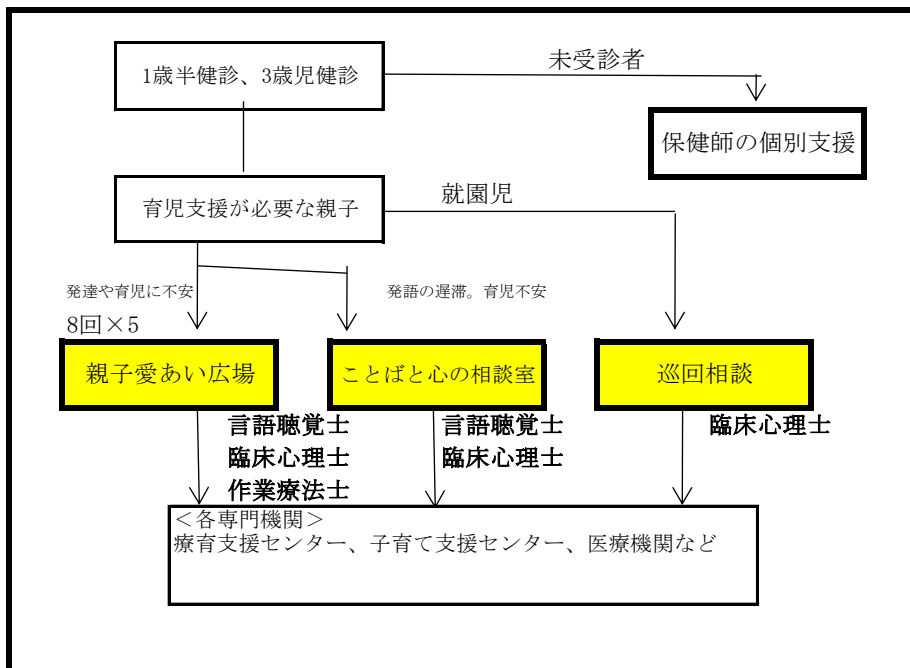 1歳半健診、3歳児健診
未受診者
保健師の個別支援
育児支援が必要な親子
就園児
発達や育児に不安
8回×5
発語の遅滞。育児不安
親子愛あい広場
ことばと心の相談室
巡回相談
言語聴覚士
臨床心理士
作業療法士
言語聴覚士
臨床心理士
臨床心理士
＜各専門機関＞
療育支援センター、子育て支援センター、医療機関など